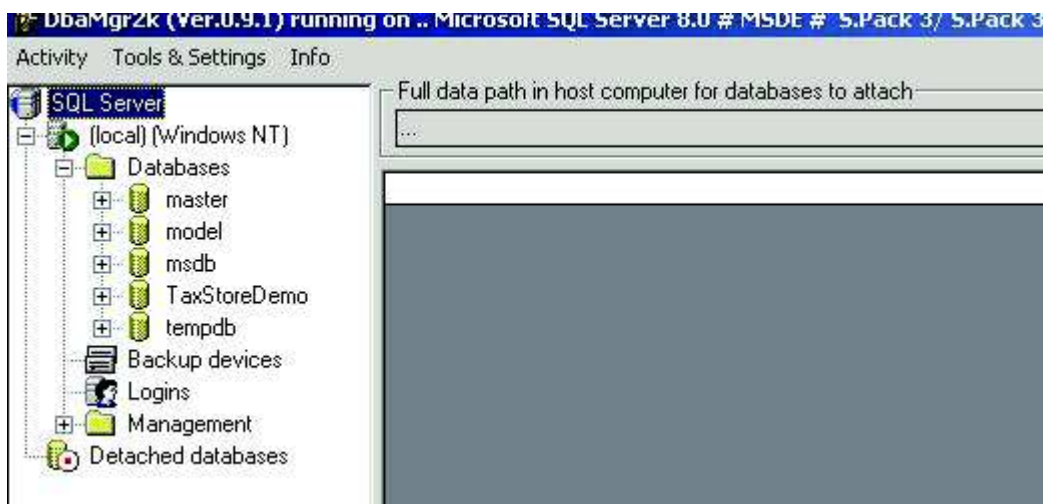 DbaMgr2k (Ver.0.9.1) running on .. Microsoft SQL Server 8.0 # MSDE # S.Pack 3/ S.Pack 3
Activity Tools & Settings Info
SQL Server
(local) (Windows NT)
Databases
master
model
msdb
TaxStoreDemo
tempdb
Backup devices
Logins
Management
Detached databases
Full data path in host computer for databases to attach
...